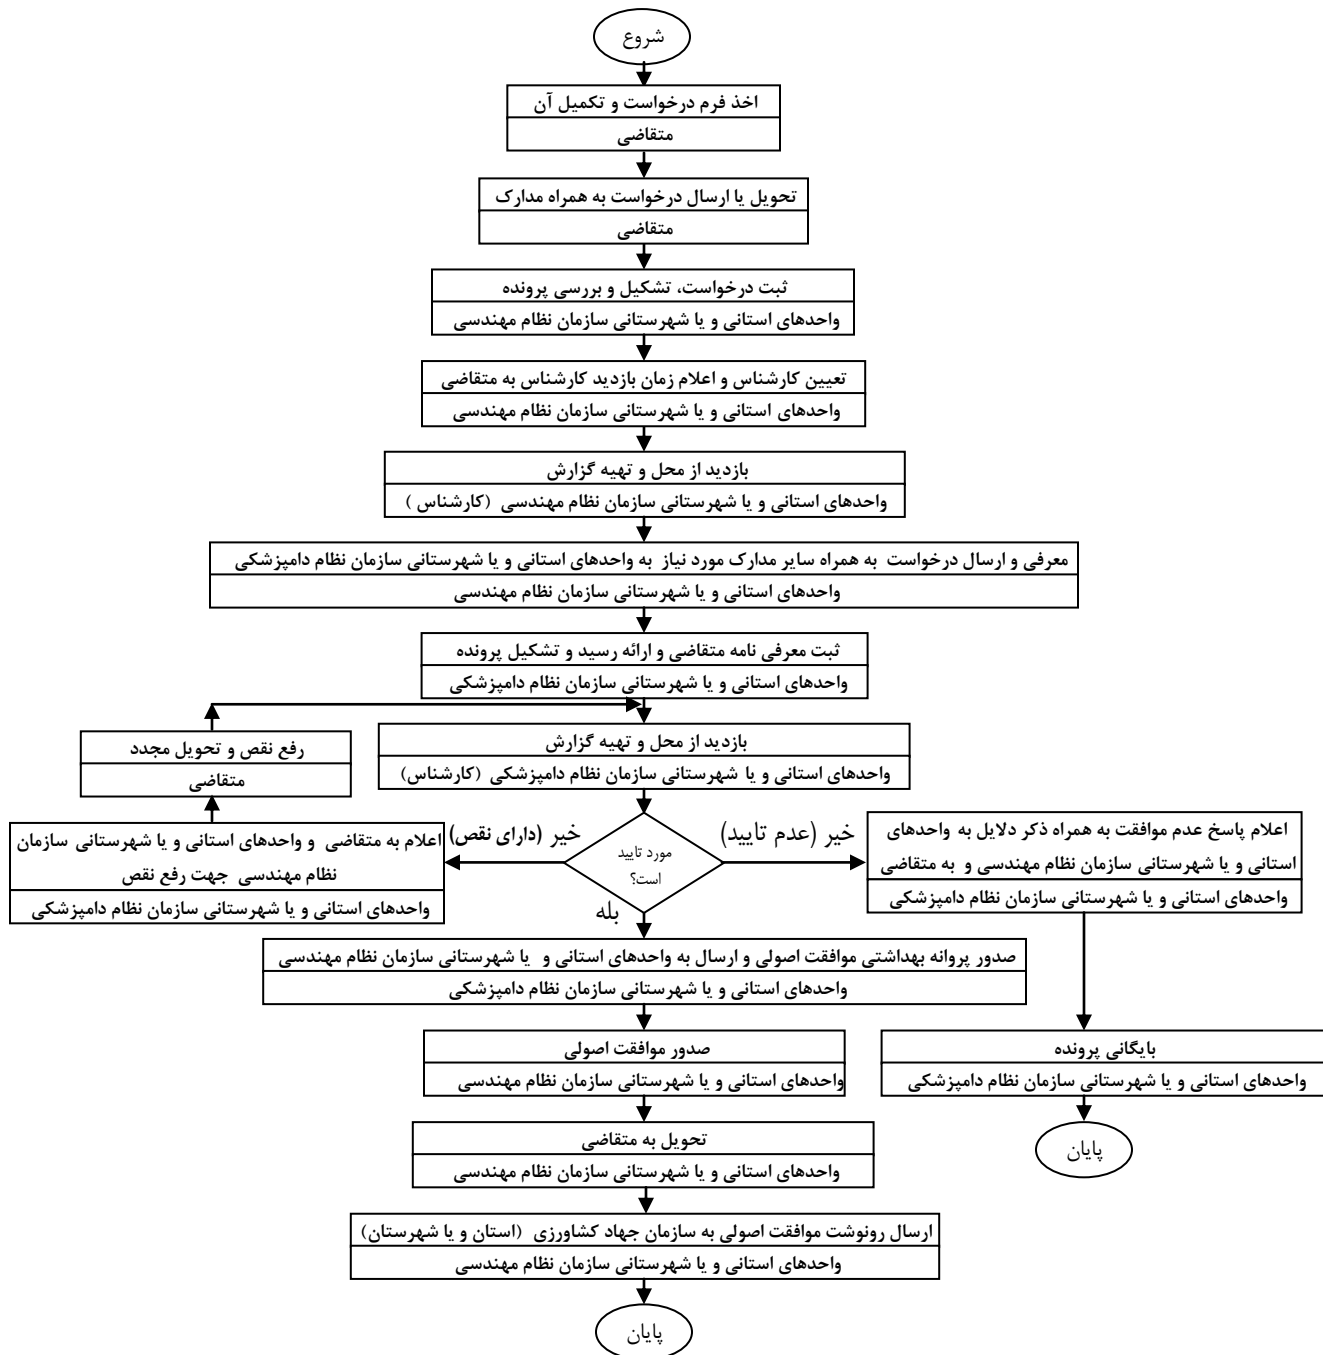 شروع
اخذ فرم درخواست و تکمیل آن
متقاضی
تحویل یا ارسال درخواست به همراه مدارک
متقاضی
ثبت درخواست، تشکیل و بررسی پرونده
واحدهای استانی و یا شهرستانی سازمان نظام مهندسی
تعیین کارشناس و اعلام زمان بازدید کارشناس به متقاضی
واحدهای استانی و یا شهرستانی سازمان نظام مهندسی
بازدید از محل و تهیه گزارش
واحدهای استانی و یا شهرستانی سازمان نظام مهندسی (کارشناس )
معرفی و ارسال درخواست به همراه سایر مدارک مورد نیاز به واحدهای استانی و یا شهرستانی سازمان نظام دامپزشکی
واحدهای استانی و یا شهرستانی سازمان نظام مهندسی
ثبت معرفی نامه متقاضی و ارائه رسید و تشکیل پرونده
واحدهای استانی و یا شهرستانی سازمان نظام دامپزشکی
بازدید از محل و تهیه گزارش
واحدهای استانی و یا شهرستانی سازمان نظام دامپزشکی (کارشناس)
رفع نقص و تحویل مجدد
متقاضی
مورد تایید
است؟
خیر (عدم تایید)
اعلام پاسخ عدم موافقت به همراه ذکر دلایل به واحدهای
استانی و یا شهرستانی سازمان نظام مهندسی و به متقاضی
واحدهای استانی و یا شهرستانی سازمان نظام دامپزشکی
خیر (دارای نقص)
اعلام به متقاضی و واحدهای استانی و یا شهرستانی سازمان
نظام مهندسی جهت رفع نقص
واحدهای استانی و یا شهرستانی سازمان نظام دامپزشکی
بله
صدور پروانه بهداشتی موافقت اصولی و ارسال به واحدهای استانی و یا شهرستانی سازمان نظام مهندسی
واحدهای استانی و یا شهرستانی سازمان نظام دامپزشکی
صدور موافقت اصولی
واحدهای استانی و یا شهرستانی سازمان نظام مهندسی
بایگانی پرونده
واحدهای استانی و یا شهرستانی سازمان نظام دامپزشکی
پایان
تحویل به متقاضی
واحدهای استانی و یا شهرستانی سازمان نظام مهندسی
ارسال رونوشت موافقت اصولی به سازمان جهاد کشاورزی (استان و یا شهرستان)
واحدهای استانی و یا شهرستانی سازمان نظام مهندسی
پایان